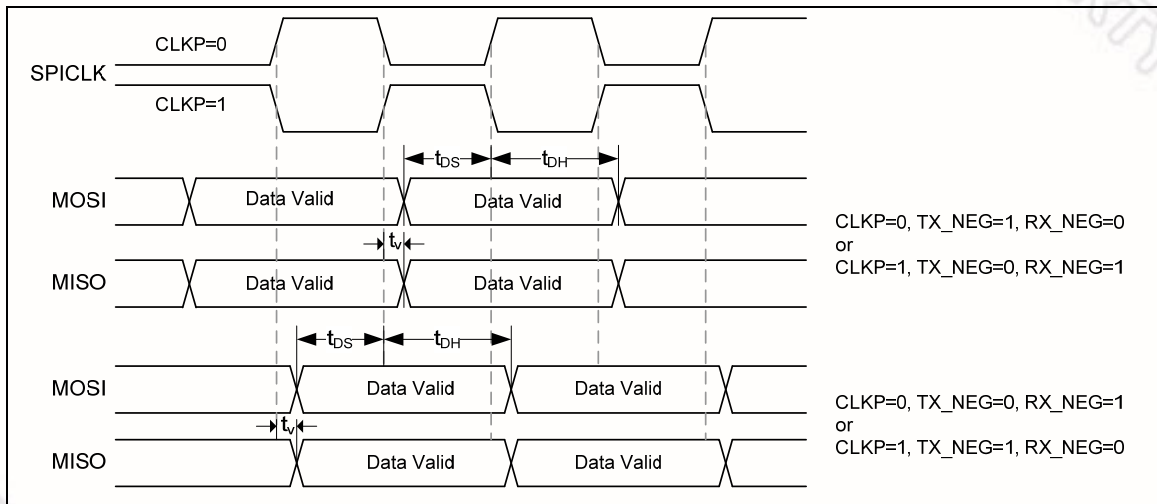 CLKP=0
SPICLK
CLKP=1
tDS tDH
MOSI Data Valid Data Valid
tv
MISO Data Valid Data Valid
CLKP=0, TX_NEG=1, RX_NEG=0
or
CLKP=1, TX_NEG=0, RX_NEG=1
tDS tDH
MOSI Data Valid Data Valid
tv
MISO Data Valid Data Valid
CLKP=0, TX_NEG=0, RX_NEG=1
or
CLKP=1, TX_NEG=1, RX_NEG=0